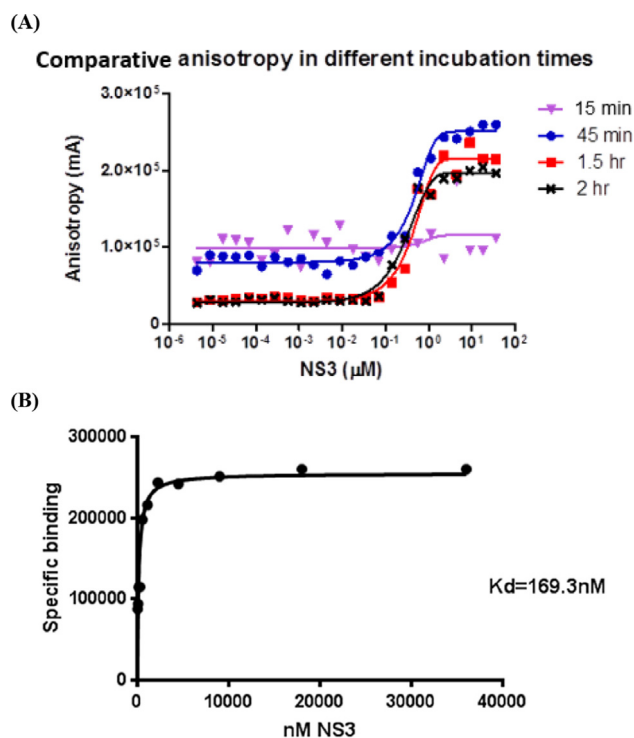 (A)
Comparative anisotropy in different incubation times
Anisotropy (mA)
3.0×10⁵
2.0×10⁵
1.0×10⁵
0
10⁻⁶ 10⁻⁵ 10⁻⁴ 10⁻³ 10⁻² 10⁻¹ 10⁰ 10¹ 10²
NS3 (μM)
15 min
45 min
1.5 hr
2 hr
(B)
Specific binding
300000
200000
100000
0
0 10000 20000 30000 40000
nM NS3
Kd=169.3nM